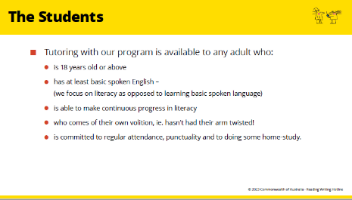 The Students
Tutoring with our program is available to any adult who:
is 18 years old or above
has at least basic spoken English –
(we focus on literacy as opposed to learning basic spoken language)
is able to make continuous progress in literacy
who comes of their own volition, ie. hasn't had their arm twisted!
is committed to regular attendance, punctuality and to doing some home-study.
Commonwealth of Australia - Reading Writing Hotline